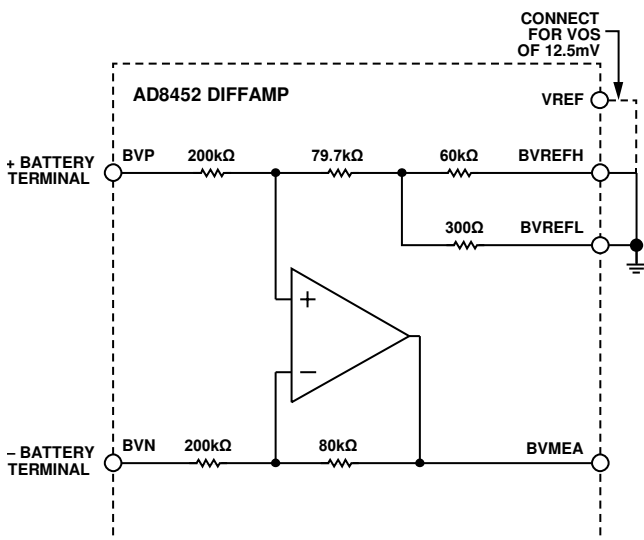 CONNECT
FOR VOS
OF 12.5mV
AD8452 DIFFAMP
VREF
+ BATTERY
TERMINAL
BVP
200kΩ
79.7kΩ
60kΩ
BVREFH
300Ω
BVREFL
+
−
– BATTERY
TERMINAL
BVN
200kΩ
80kΩ
BVMEA